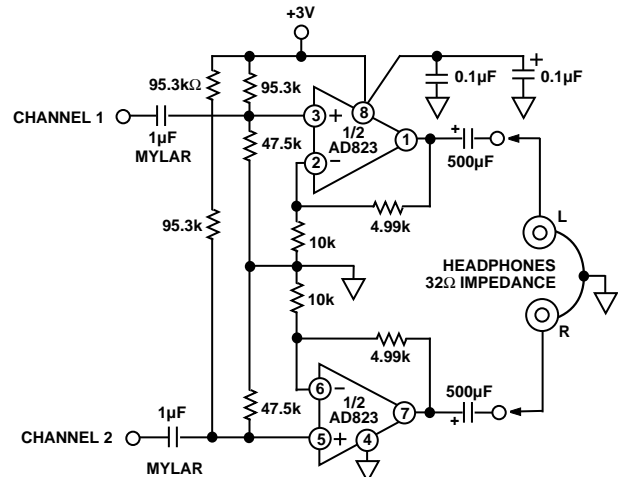 +3V
95.3kΩ
95.3k
0.1µF
+
0.1µF
CHANNEL 1
3
+
8
1/2
AD823
1
+
1µF
MYLAR
47.5k
2
–
500µF
95.3k
4.99k
L
10k
HEADPHONES
32Ω IMPEDANCE
10k
4.99k
R
6
–
1/2
AD823
7
500µF
+
1µF
47.5k
5
+
4
CHANNEL 2
MYLAR